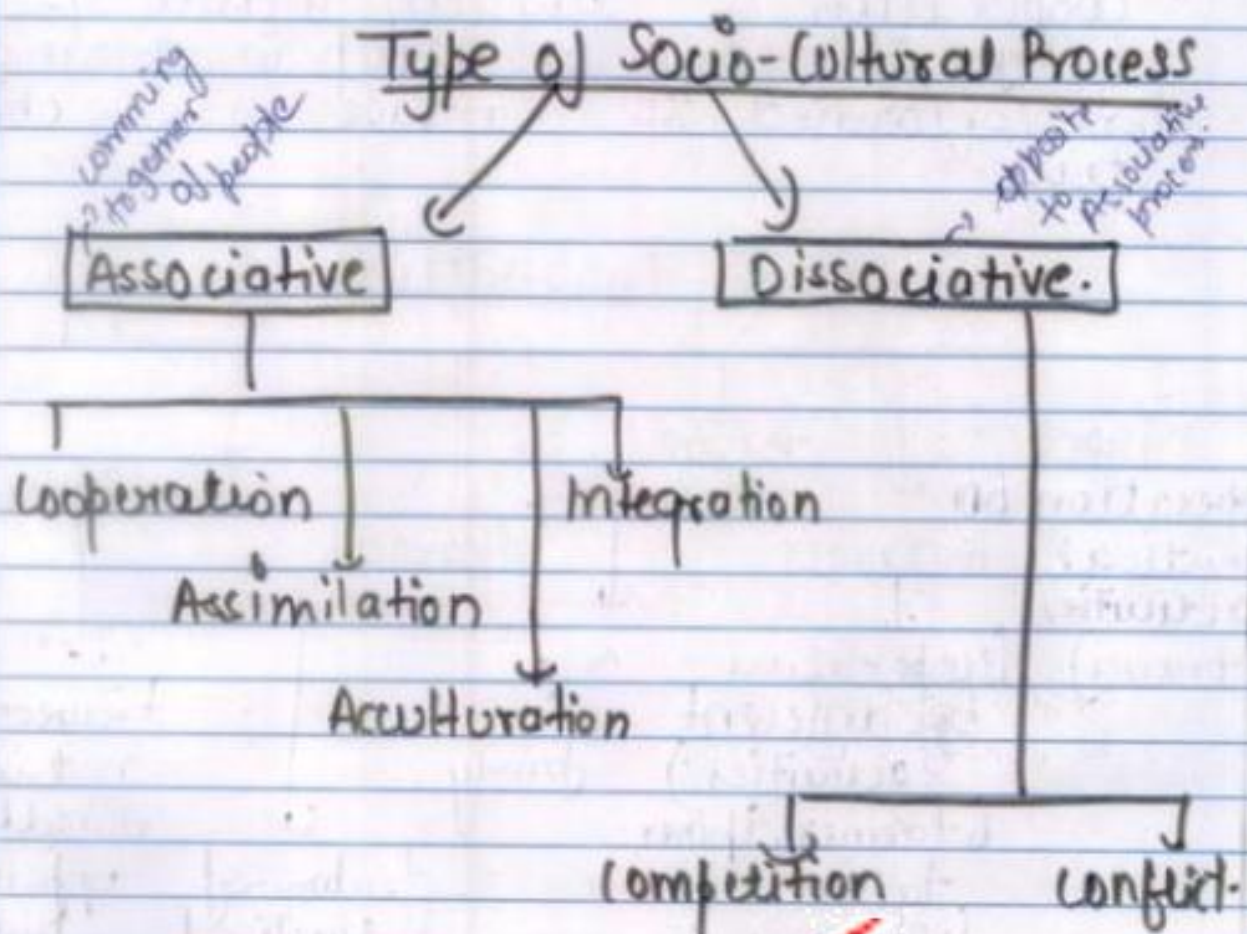 Type of Socio-Cultural Process
comming
together
of
people
opposite
to
Associative
process.
Associative
Dissociative.
Cooperation
Integration
Assimilation
Acculturation
Competition
Conflict.